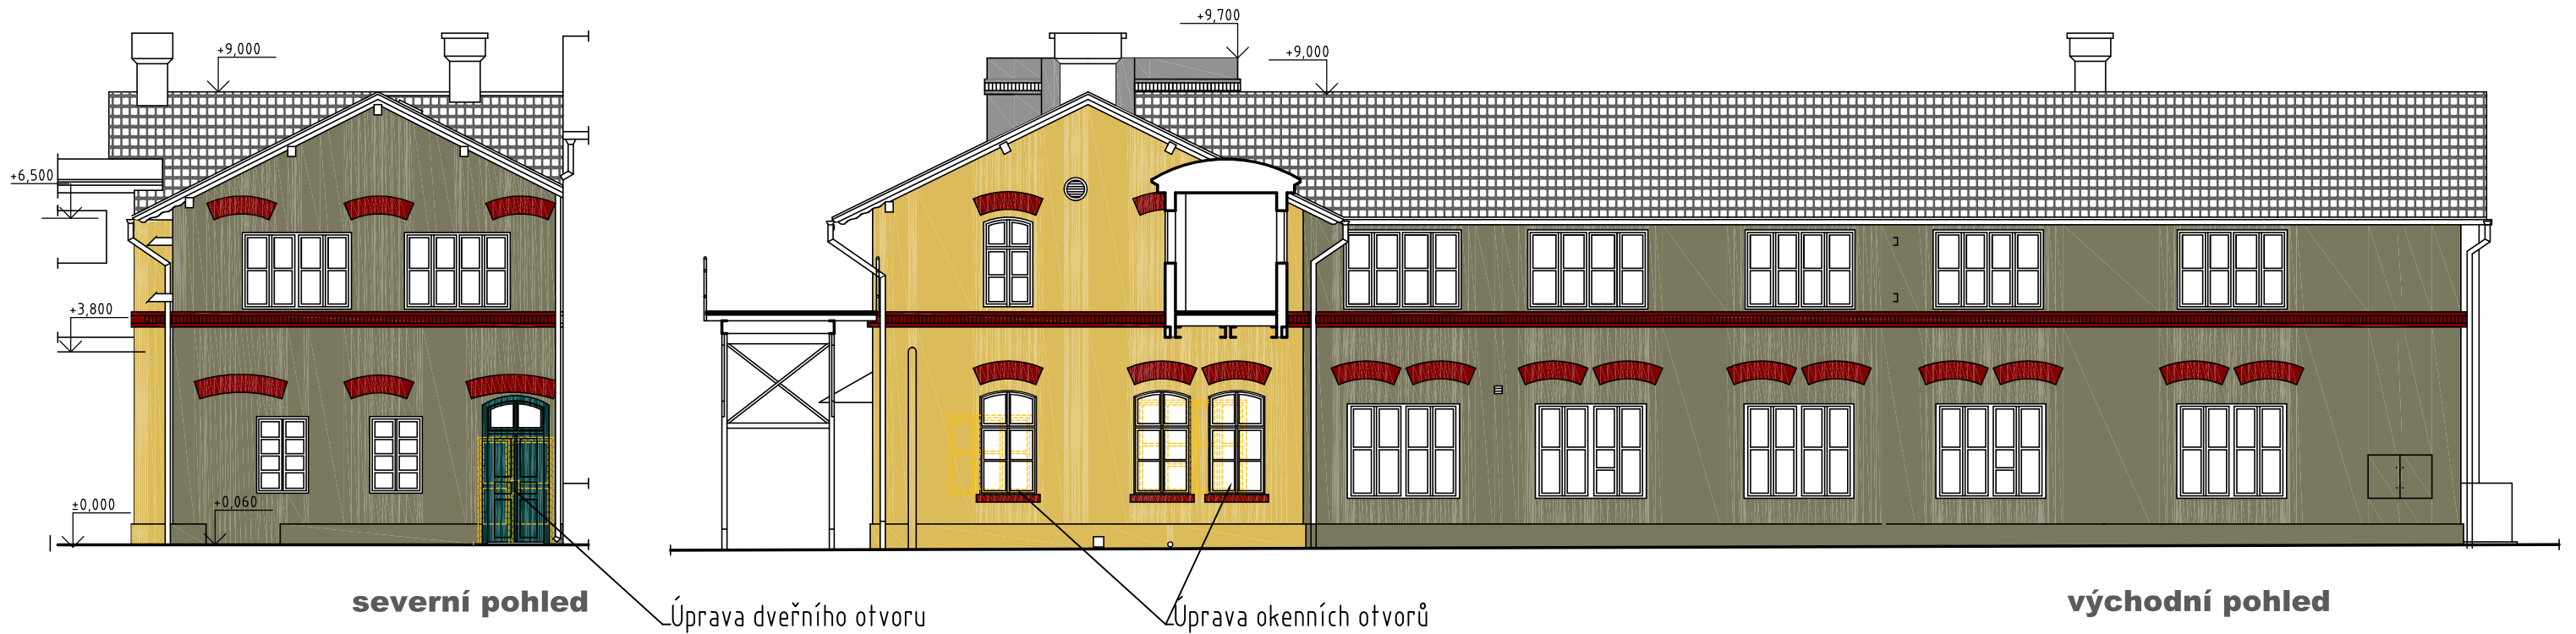 +9,700
+9,000
+9,000
+6,500
+3,800
±0,000
+0,060
severní pohled
východní pohled
Úprava dveřního otvoru
Úprava okenních otvorů